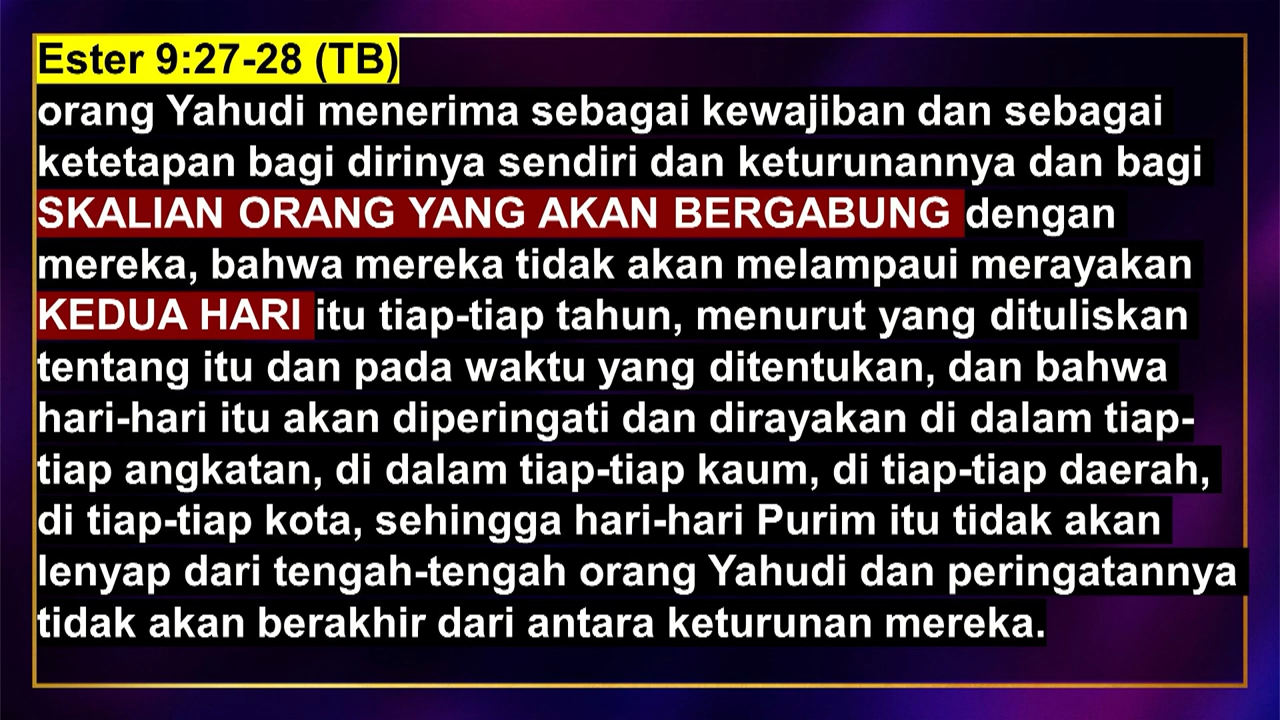 Ester 9:27-28 (TB)
orang Yahudi menerima sebagai kewajiban dan sebagai
ketetapan bagi dirinya sendiri dan keturunannya dan bagi
SKALIAN ORANG YANG AKAN BERGABUNG dengan
mereka, bahwa mereka tidak akan melampaui merayakan
KEDUA HARI itu tiap-tiap tahun, menurut yang dituliskan
tentang itu dan pada waktu yang ditentukan, dan bahwa
hari-hari itu akan diperingati dan dirayakan di dalam tiap-
tiap angkatan, di dalam tiap-tiap kaum, di tiap-tiap daerah,
di tiap-tiap kota, sehingga hari-hari Purim itu tidak akan
lenyap dari tengah-tengah orang Yahudi dan peringatannya
tidak akan berakhir dari antara keturunan mereka.